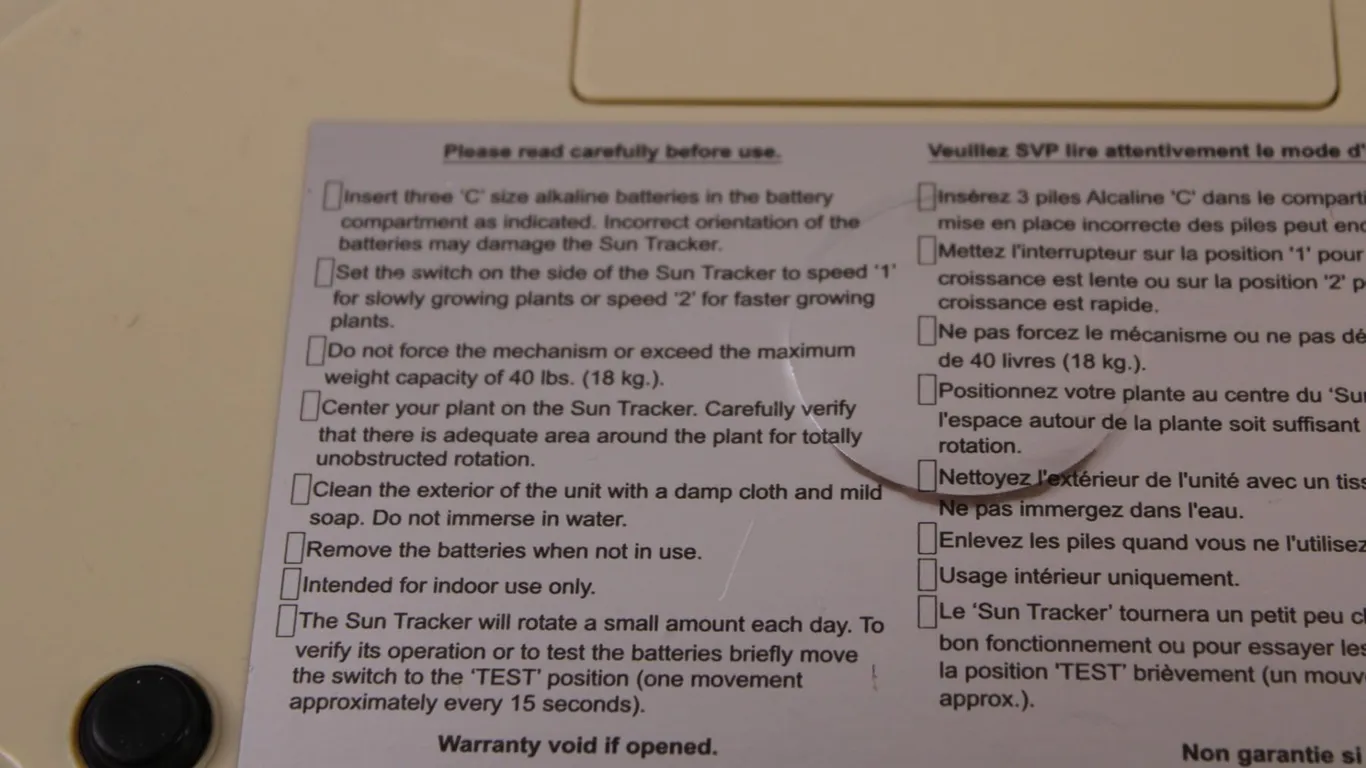 Please read carefully before use.
Insert three 'C' size alkaline batteries in the battery
compartment as indicated. Incorrect orientation of the
batteries may damage the Sun Tracker.
Set the switch on the side of the Sun Tracker to speed '1'
for slowly growing plants or speed '2' for faster growing
plants.
Do not force the mechanism or exceed the maximum
weight capacity of 40 lbs. (18 kg.).
Center your plant on the Sun Tracker. Carefully verify
that there is adequate area around the plant for totally
unobstructed rotation.
Clean the exterior of the unit with a damp cloth and mild
soap. Do not immerse in water.
Remove the batteries when not in use.
Intended for indoor use only.
The Sun Tracker will rotate a small amount each day. To
verify its operation or to test the batteries briefly move
the switch to the 'TEST' position (one movement
approximately every 15 seconds).
Warranty void if opened.
Veuillez SVP lire attentivement le mode
Insérez 3 piles Alcaline 'C' dans le
mise en place incorrecte des piles peut
Mettez l'interrupteur sur la position '1' pour
croissance est lente ou sur la position '2'
croissance est rapide.
Ne pas forcez le mécanisme ou ne pas
de 40 livres (18 kg.).
Positionnez votre plante au centre du
l'espace autour de la plante soit suffisant
rotation.
Nettoyez l'extérieur de l'unité avec un
Ne pas immergez dans l'eau.
Enlevez les piles quand vous ne l'utilisez
Usage intérieur uniquement.
Le 'Sun Tracker' tournera un petit peu
bon fonctionnement ou pour essayer les
la position 'TEST' brièvement (un
approx.).
Non garantie si